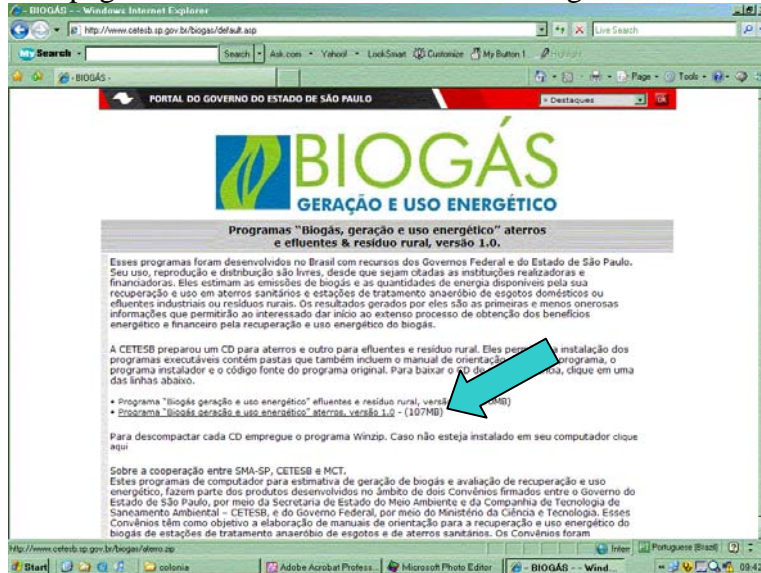 - BIOGÁS - - Windows Internet Explorer
http://www.cetesb.sp.gov.br/biogas/default.asp
Live Search
Search
Search
Ask.com
Yahoo!
LookSmart
Customize
My Button 1
- BIOGÁS -
Page
Tools
PORTAL DO GOVERNO DO ESTADO DE SÃO PAULO
> Destaques
OK
BIOGÁS
GERAÇÃO E USO ENERGÉTICO
Programas "Biogás, geração e uso energético" aterros
e efluentes & resíduo rural, versão 1.0.
Esses programas foram desenvolvidos no Brasil com recursos dos Governos Federal e do Estado de São Paulo.
Seu uso, reprodução e distribuição são livres, desde que sejam citadas as instituições realizadoras e
financiadoras. Eles estimam as emissões de biogás e as quantidades de energia disponíveis pela sua
recuperação e uso em aterros sanitários e estações de tratamento anaeróbio de esgotos domésticos ou
efluentes industriais ou resíduos rurais. Os resultados gerados por eles são as primeiras e menos onerosas
informações que permitirão ao interessado dar início ao extenso processo de obtenção dos benefícios
energético e financeiro pela recuperação e uso energético do biogás.
A CETESB preparou um CD para aterros e outro para efluentes e resíduo rural. Eles a instalação dos
programas executáveis contém pastas que também incluem o manual de orientação programa, o
programa instalador e o código fonte do programa original. Para baixar o CD de clique em uma
das linhas abaixo.
• Programa "Biogás geração e uso energético" efluentes e resíduo rural, MB)
• Programa "Biogás geração e uso energético" aterros, versão 1.0 - (107MB)
Para descompactar cada CD empregue o programa Winzip. Caso não esteja instalado em seu computador clique
aqui
Sobre a cooperação entre SMA-SP, CETESB e MCT.
Estes programas de computador para estimativa de geração de biogás e avaliação de recuperação e uso
energético, fazem parte dos produtos desenvolvidos no âmbito de dois Convênios firmados entre o Governo do
Estado de São Paulo, por meio da Secretaria de Estado do Meio Ambiente e da Companhia de Tecnologia de
Saneamento Ambiental - CETESB, e do Governo Federal, por meio do Ministério da Ciência e Tecnologia. Esses
Convênios têm como objetivo a elaboração de manuais de orientação para a recuperação e uso energético do
biogás de estações de tratamento anaeróbio de esgotos e de aterros sanitários. Os Convênios foram
http://www.cetesb.sp.gov.br/biogas/aterro.zip
Inter
Portuguese (Brazil)
Start
colonia
Adobe Acrobat Profess...
Microsoft Photo Editor
- BIOGÁS - - Wind...
09:42